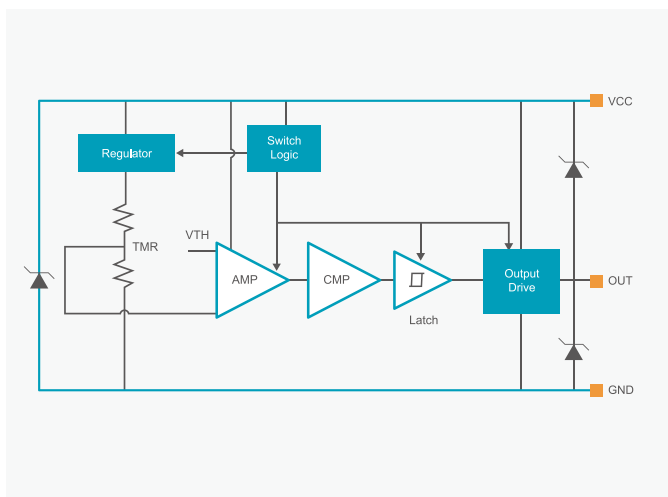 VCC
Regulator
Switch
Logic
VTH
TMR
AMP
CMP
Output
Drive
OUT
Latch
GND